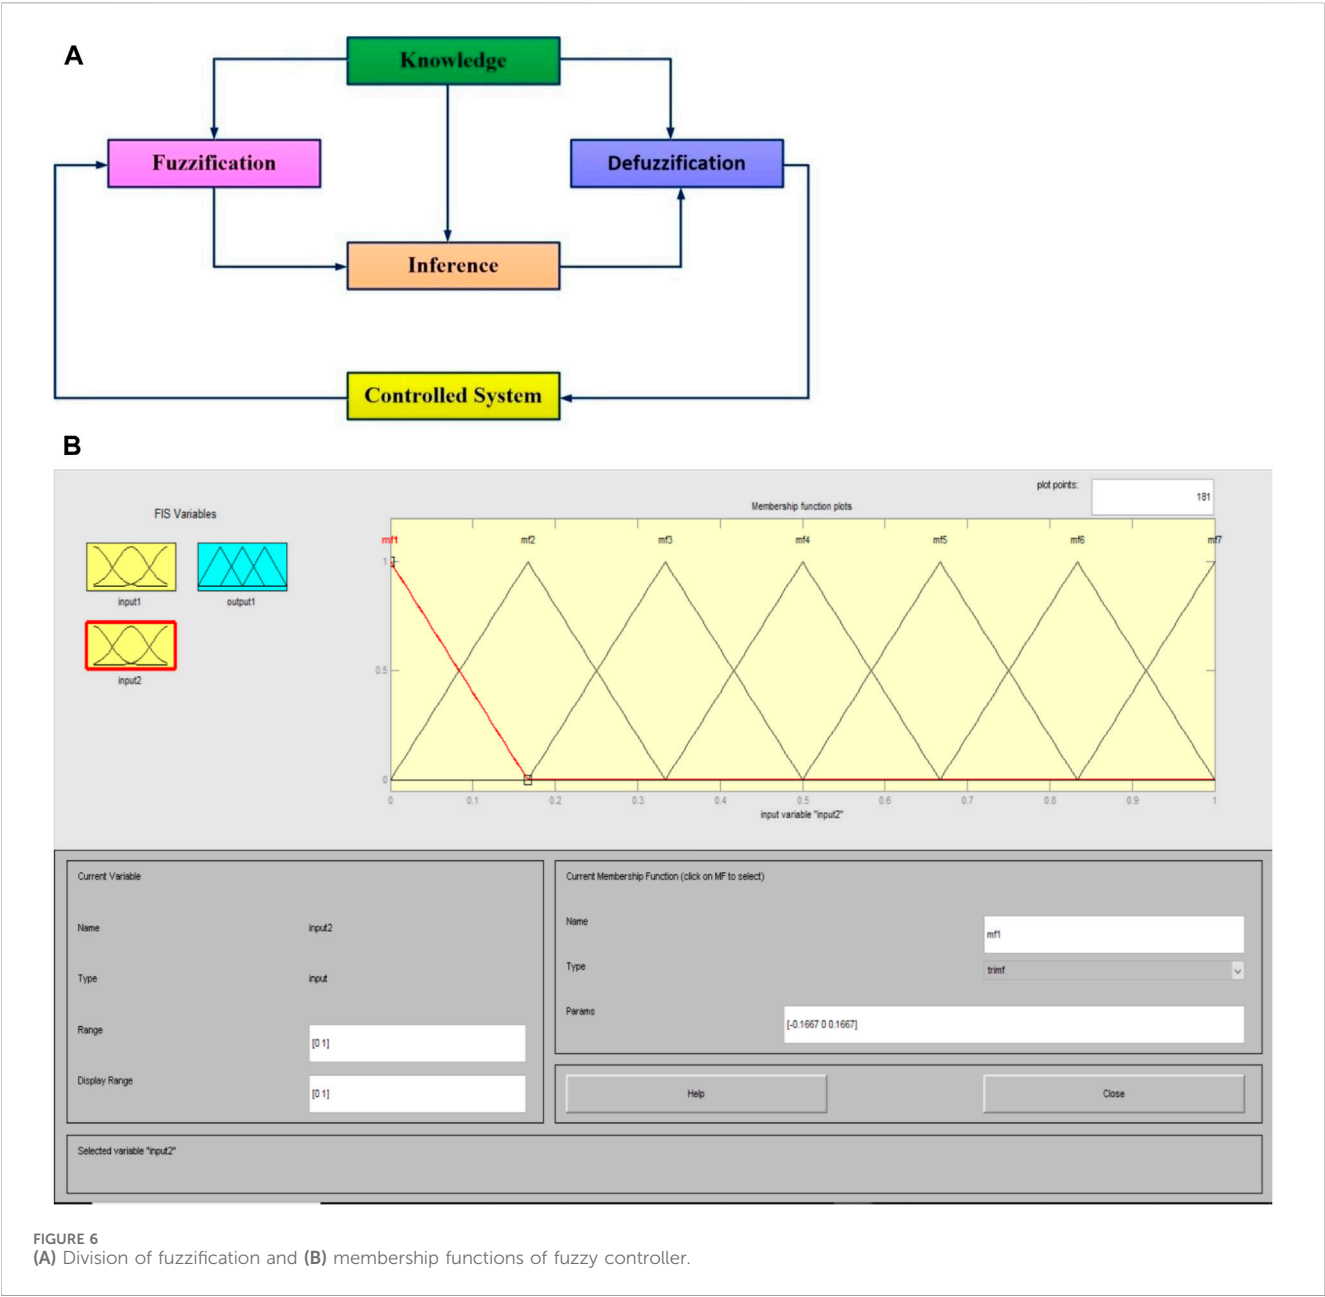 A
Knowledge
Fuzzification
Defuzzification
Inference
Controlled System
B
plot points:
181
FIS Variables
Membership function plots
mf1 mf2 mf3 mf4 mf5 mf6 mf7
input1
output1
input2
1
0.5
0
0 0.1 0.2 0.3 0.4 0.5 0.6 0.7 0.8 0.9 1
input variable "input2"
Current Variable
Name input2
Type input
Range [0 1]
Display Range [0 1]
Current Membership Function (click on MF to select)
Name mf1
Type trimf
Params [-0.1667 0 0.1667]
Help Close
Selected variable "input2"
FIGURE 6
(A) Division of fuzzification and (B) membership functions of fuzzy controller.